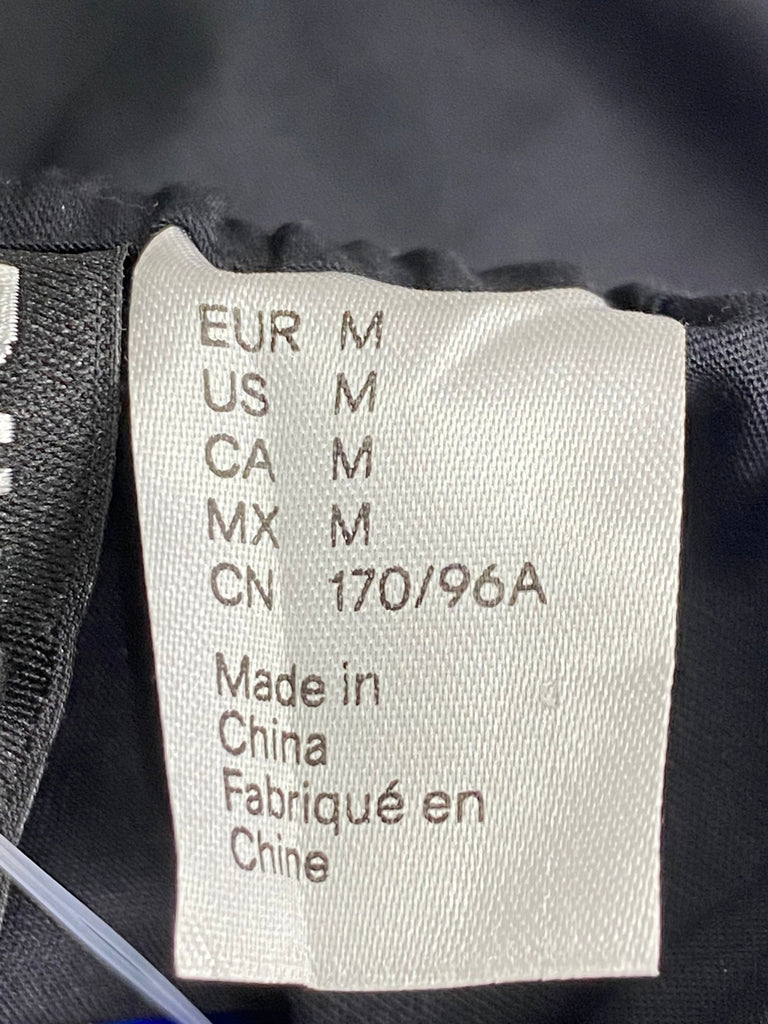 EUR M
US M
CA M
MX M
CN 170/96A
Made in
China
Fabriqué en
Chine